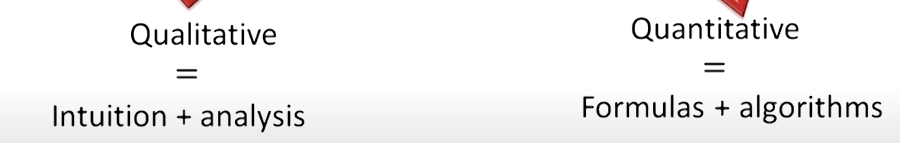 Qualitative
=
Intuition + analysis
Quantitative
=
Formulas + algorithms